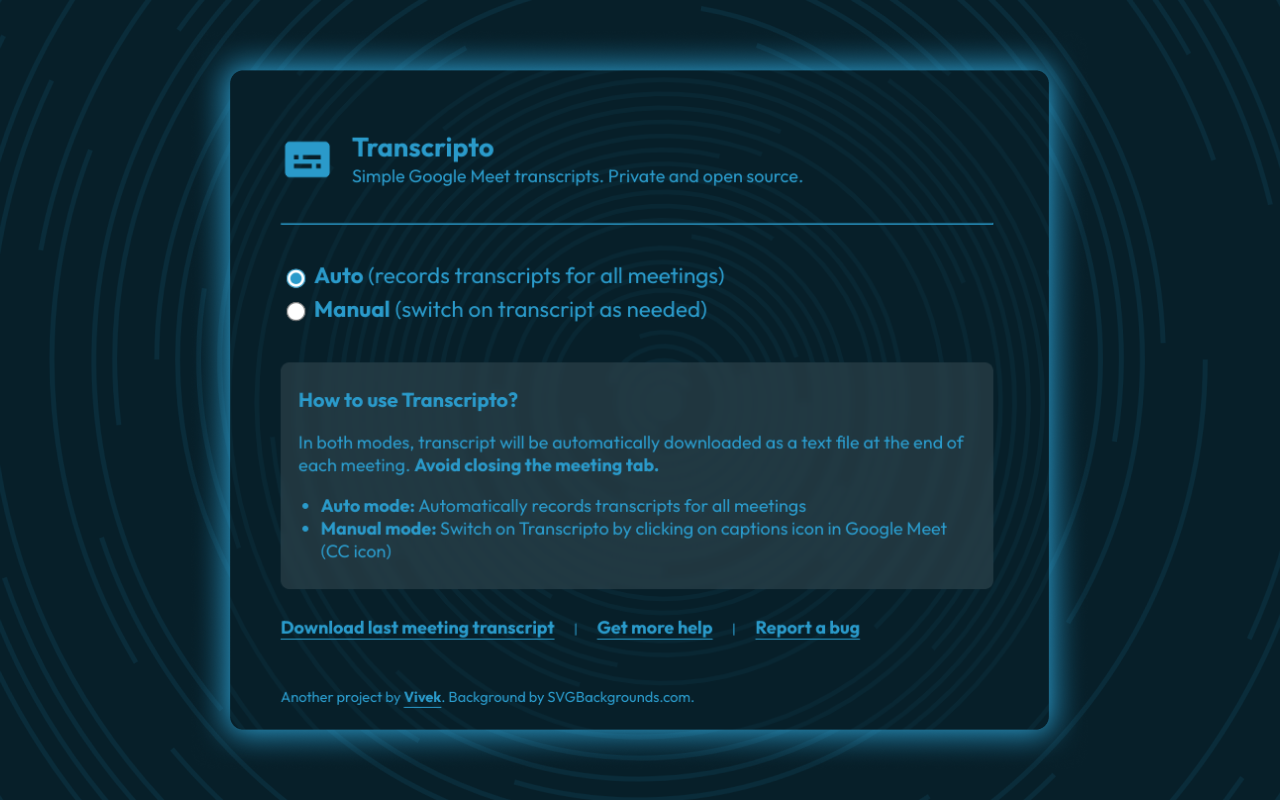 Transcripto
Simple Google Meet transcripts. Private and open source.
Auto (records transcripts for all meetings)
Manual (switch on transcript as needed)
How to use Transcripto?
In both modes, transcript will be automatically downloaded as a text file at the end of
each meeting. Avoid closing the meeting tab.
• Auto mode: Automatically records transcripts for all meetings
• Manual mode: Switch on Transcripto by clicking on captions icon in Google Meet
(CC icon)
Download last meeting transcript | Get more help | Report a bug
Another project by Vivek. Background by SVGBackgrounds.com.